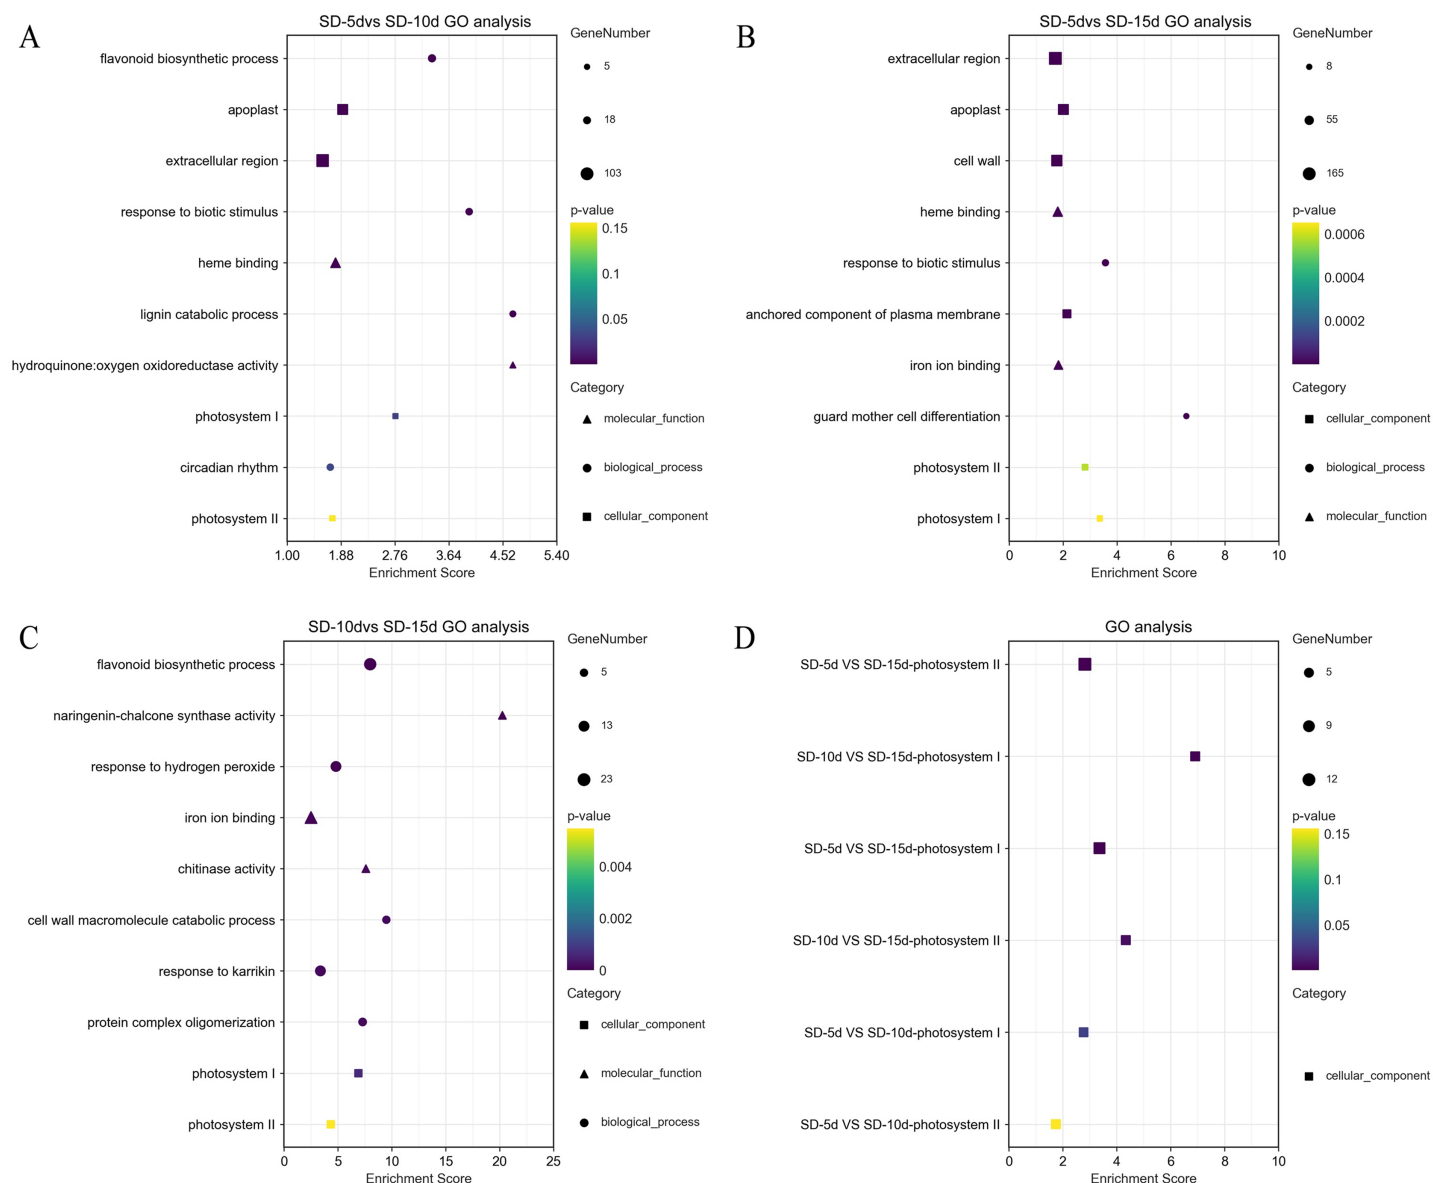 A
SD-5dvs SD-10d GO analysis
flavonoid biosynthetic process
apoplast
extracellular region
response to biotic stimulus
heme binding
lignin catabolic process
hydroquinone:oxygen oxidoreductase activity
photosystem I
circadian rhythm
photosystem II
1.00 1.88 2.76 3.64 4.52 5.40
Enrichment Score
GeneNumber
5
18
103
p-value
0.15
0.1
0.05
Category
molecular_function
biological_process
cellular_component
B
SD-5dvs SD-15d GO analysis
extracellular region
apoplast
cell wall
heme binding
response to biotic stimulus
anchored component of plasma membrane
iron ion binding
guard mother cell differentiation
photosystem II
photosystem I
0 2 4 6 8 10
Enrichment Score
GeneNumber
8
55
165
p-value
0.0006
0.0004
0.0002
Category
cellular_component
biological_process
molecular_function
C
SD-10dvs SD-15d GO analysis
flavonoid biosynthetic process
naringenin-chalcone synthase activity
response to hydrogen peroxide
iron ion binding
chitinase activity
cell wall macromolecule catabolic process
response to karrikin
protein complex oligomerization
photosystem I
photosystem II
0 5 10 15 20 25
Enrichment Score
GeneNumber
5
13
23
p-value
0.004
0.002
0
Category
cellular_component
molecular_function
biological_process
D
GO analysis
SD-5d VS SD-15d-photosystem II
SD-10d VS SD-15d-photosystem I
SD-5d VS SD-15d-photosystem I
SD-10d VS SD-15d-photosystem II
SD-5d VS SD-10d-photosystem I
SD-5d VS SD-10d-photosystem II
0 2 4 6 8 10
Enrichment Score
GeneNumber
5
9
12
p-value
0.15
0.1
0.05
Category
cellular_component